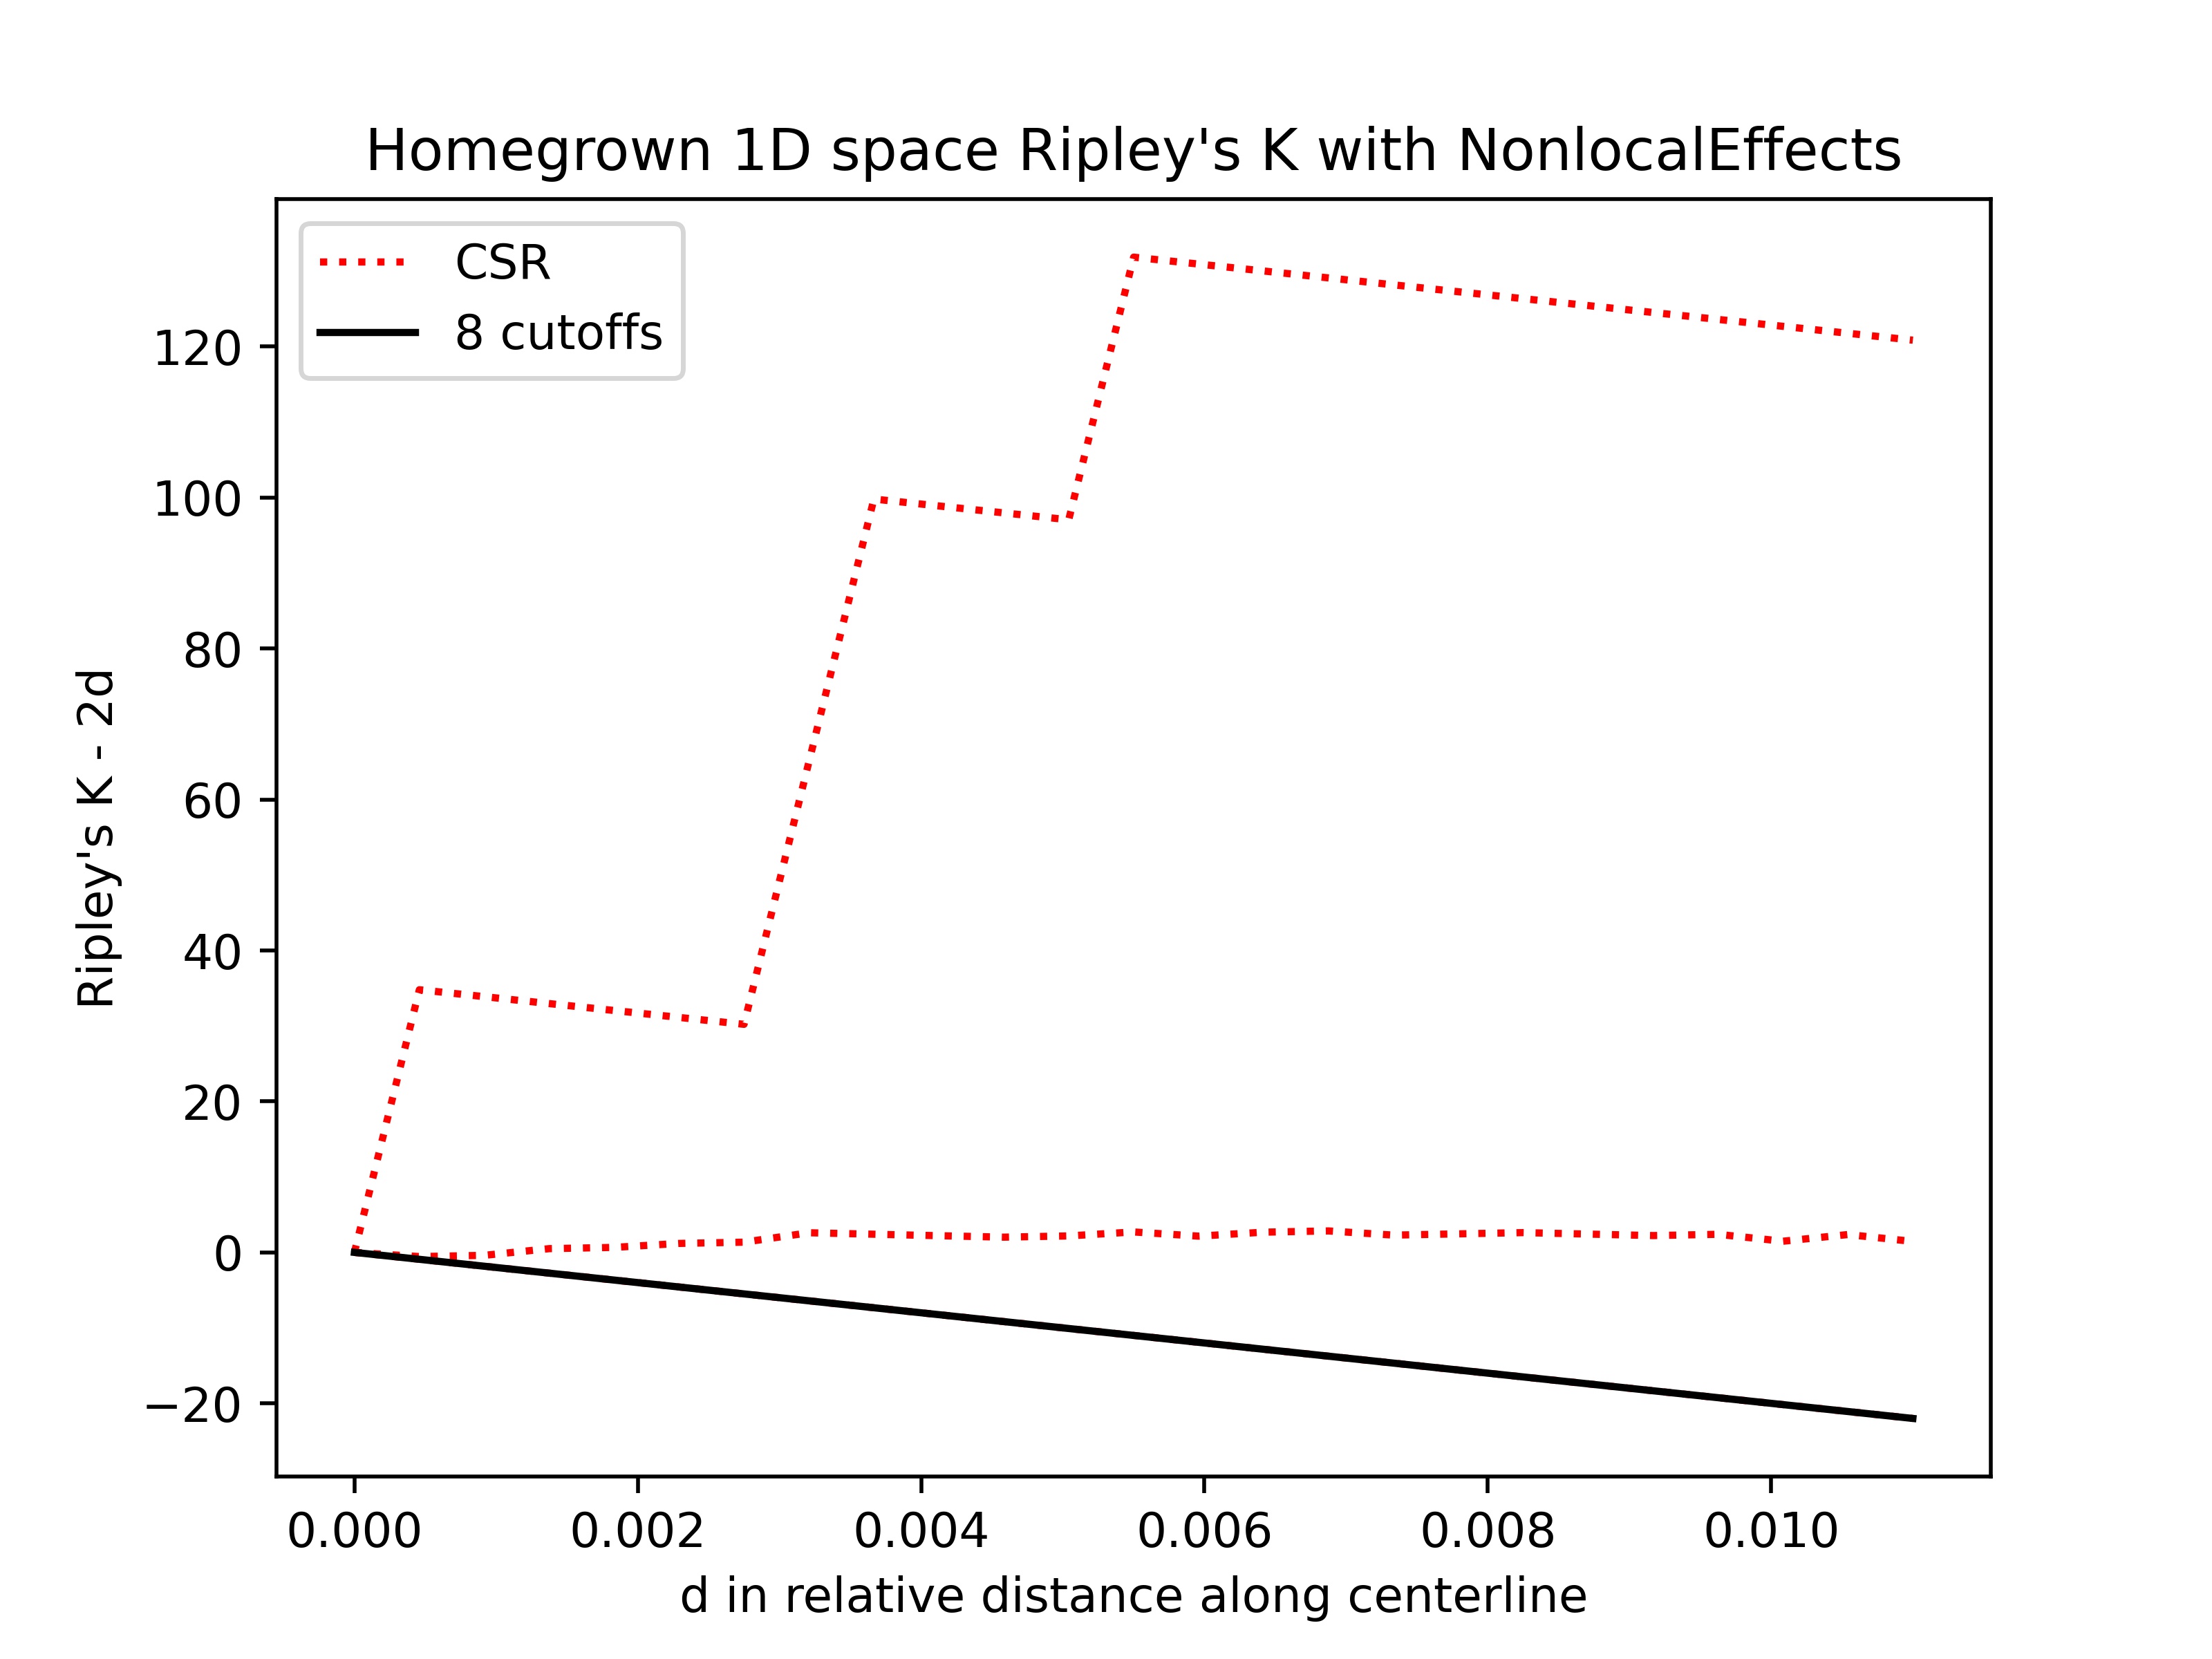 Homegrown 1D space Ripley's K with NonlocalEffects
CSR
8 cutoffs
Ripley's K - 2d
120
100
80
60
40
20
0
−20
0.000 0.002 0.004 0.006 0.008 0.010
d in relative distance along centerline